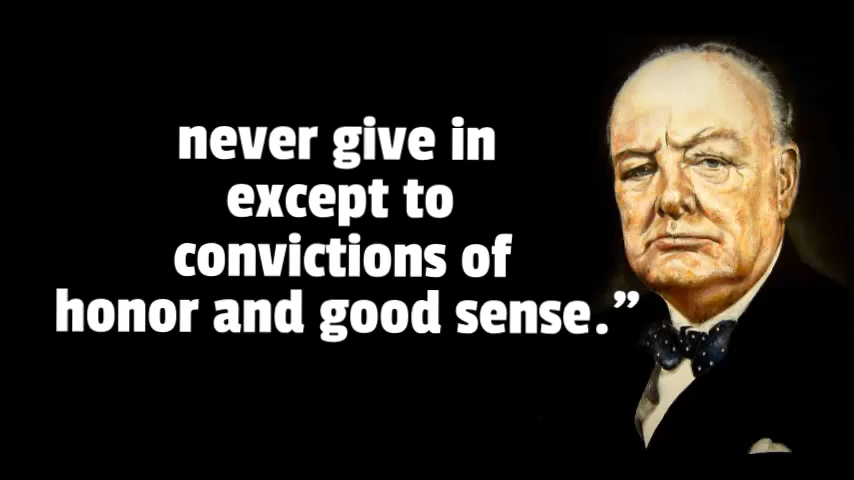 never give in
except to
convictions of
honor and good sense.”